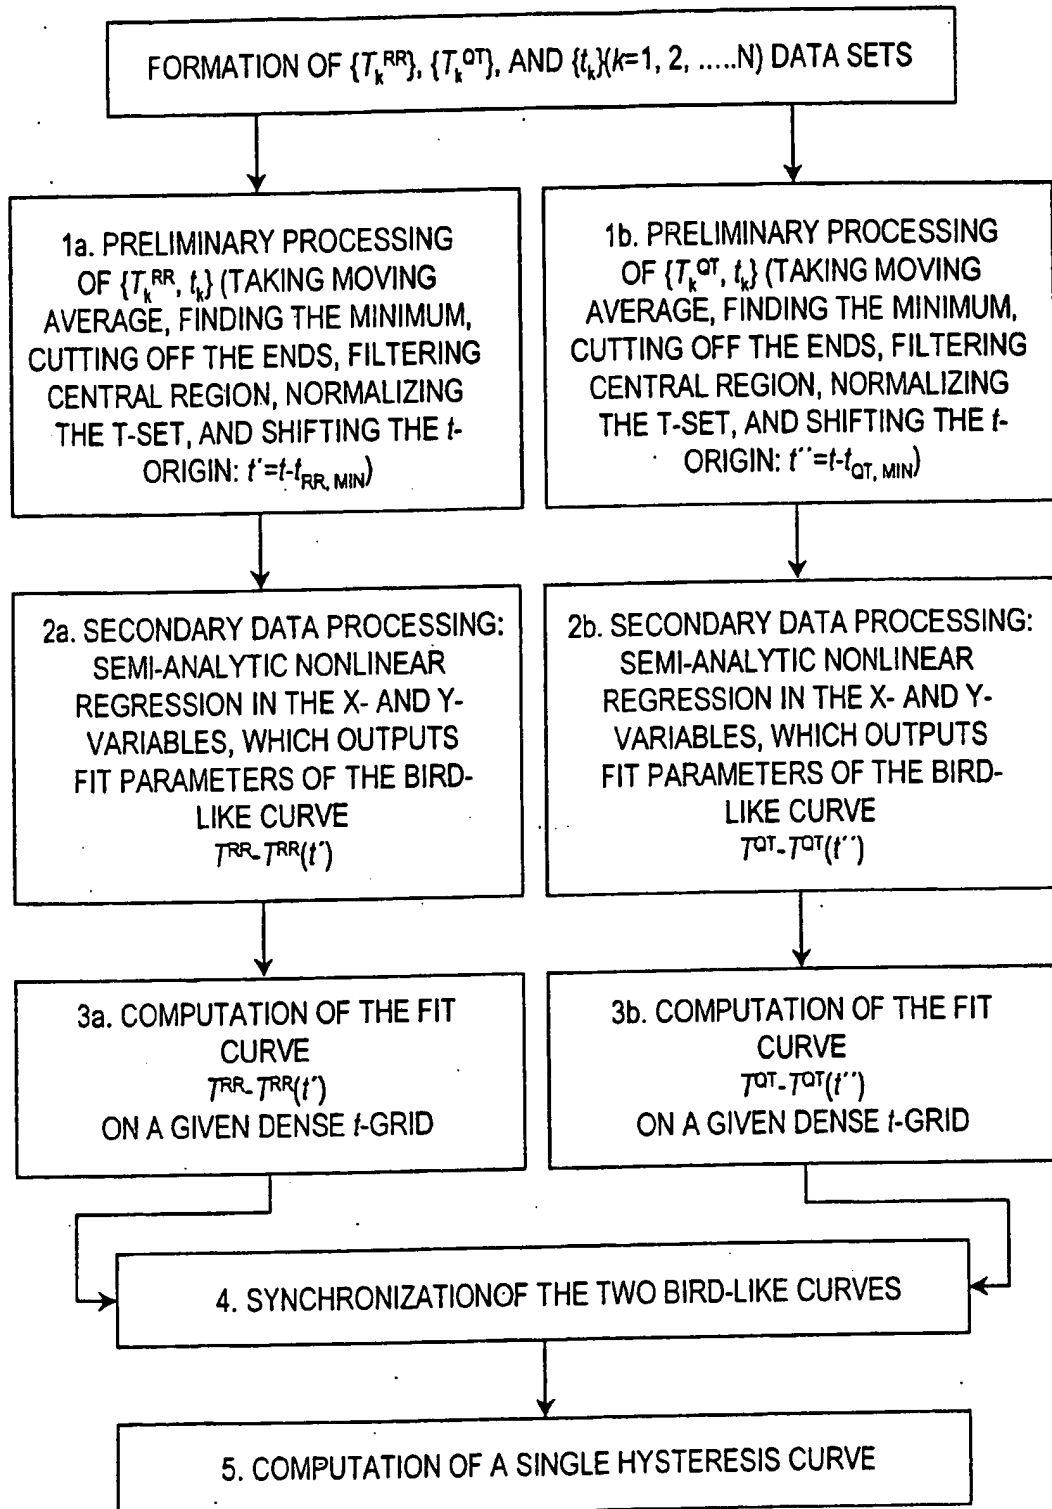 FORMATION OF {T_k^RR}, {T_k^QT}, AND {t_k}(k=1, 2, .....N) DATA SETS
1a. PRELIMINARY PROCESSING
OF {T_k^RR, t_k} (TAKING MOVING
AVERAGE, FINDING THE MINIMUM,
CUTTING OFF THE ENDS, FILTERING
CENTRAL REGION, NORMALIZING
THE T-SET, AND SHIFTING THE t-
ORIGIN: t'=t-t_RR, MIN)
1b. PRELIMINARY PROCESSING
OF {T_k^QT, t_k} (TAKING MOVING
AVERAGE, FINDING THE MINIMUM,
CUTTING OFF THE ENDS, FILTERING
CENTRAL REGION, NORMALIZING
THE T-SET, AND SHIFTING THE t-
ORIGIN: t''=t-t_QT, MIN)
2a. SECONDARY DATA PROCESSING:
SEMI-ANALYTIC NONLINEAR
REGRESSION IN THE X- AND Y-
VARIABLES, WHICH OUTPUTS
FIT PARAMETERS OF THE BIRD-
LIKE CURVE
T^RR-T^RR(t')
2b. SECONDARY DATA PROCESSING:
SEMI-ANALYTIC NONLINEAR
REGRESSION IN THE X- AND Y-
VARIABLES, WHICH OUTPUTS
FIT PARAMETERS OF THE BIRD-
LIKE CURVE
T^QT-T^QT(t'')
3a. COMPUTATION OF THE FIT
CURVE
T^RR-T^RR(t')
ON A GIVEN DENSE t-GRID
3b. COMPUTATION OF THE FIT
CURVE
T^QT-T^QT(t'')
ON A GIVEN DENSE t-GRID
4. SYNCHRONIZATIONOF THE TWO BIRD-LIKE CURVES
5. COMPUTATION OF A SINGLE HYSTERESIS CURVE